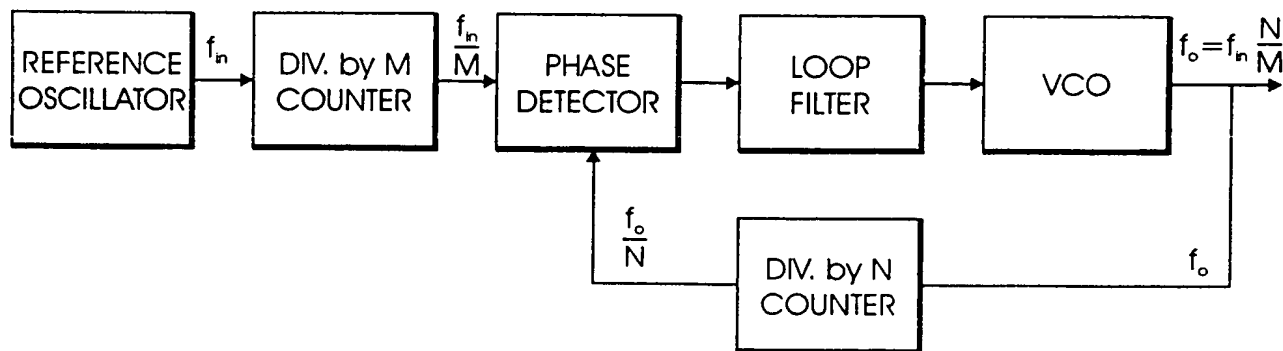 REFERENCE
OSCILLATOR
f_in
DIV. by M
COUNTER
f_in
M
PHASE
DETECTOR
LOOP
FILTER
VCO
f_o=f_in N/M
f_o
N
DIV. by N
COUNTER
f_o